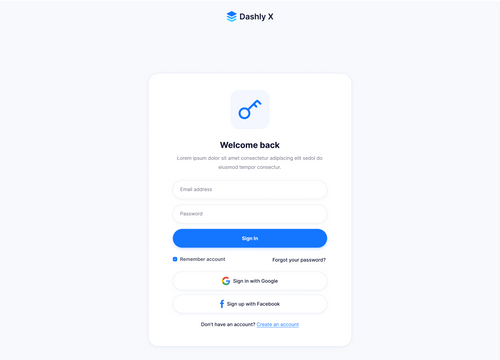 Dashly X
Welcome back
Lorem ipsum dolor sit amet consectetur adipiscing elit sedol do
eiusmod tempor consectur.
Email address
Password
Sign In
Remember account Forgot your password?
Sign in with Google
Sign up with Facebook
Don't have an account? Create an account